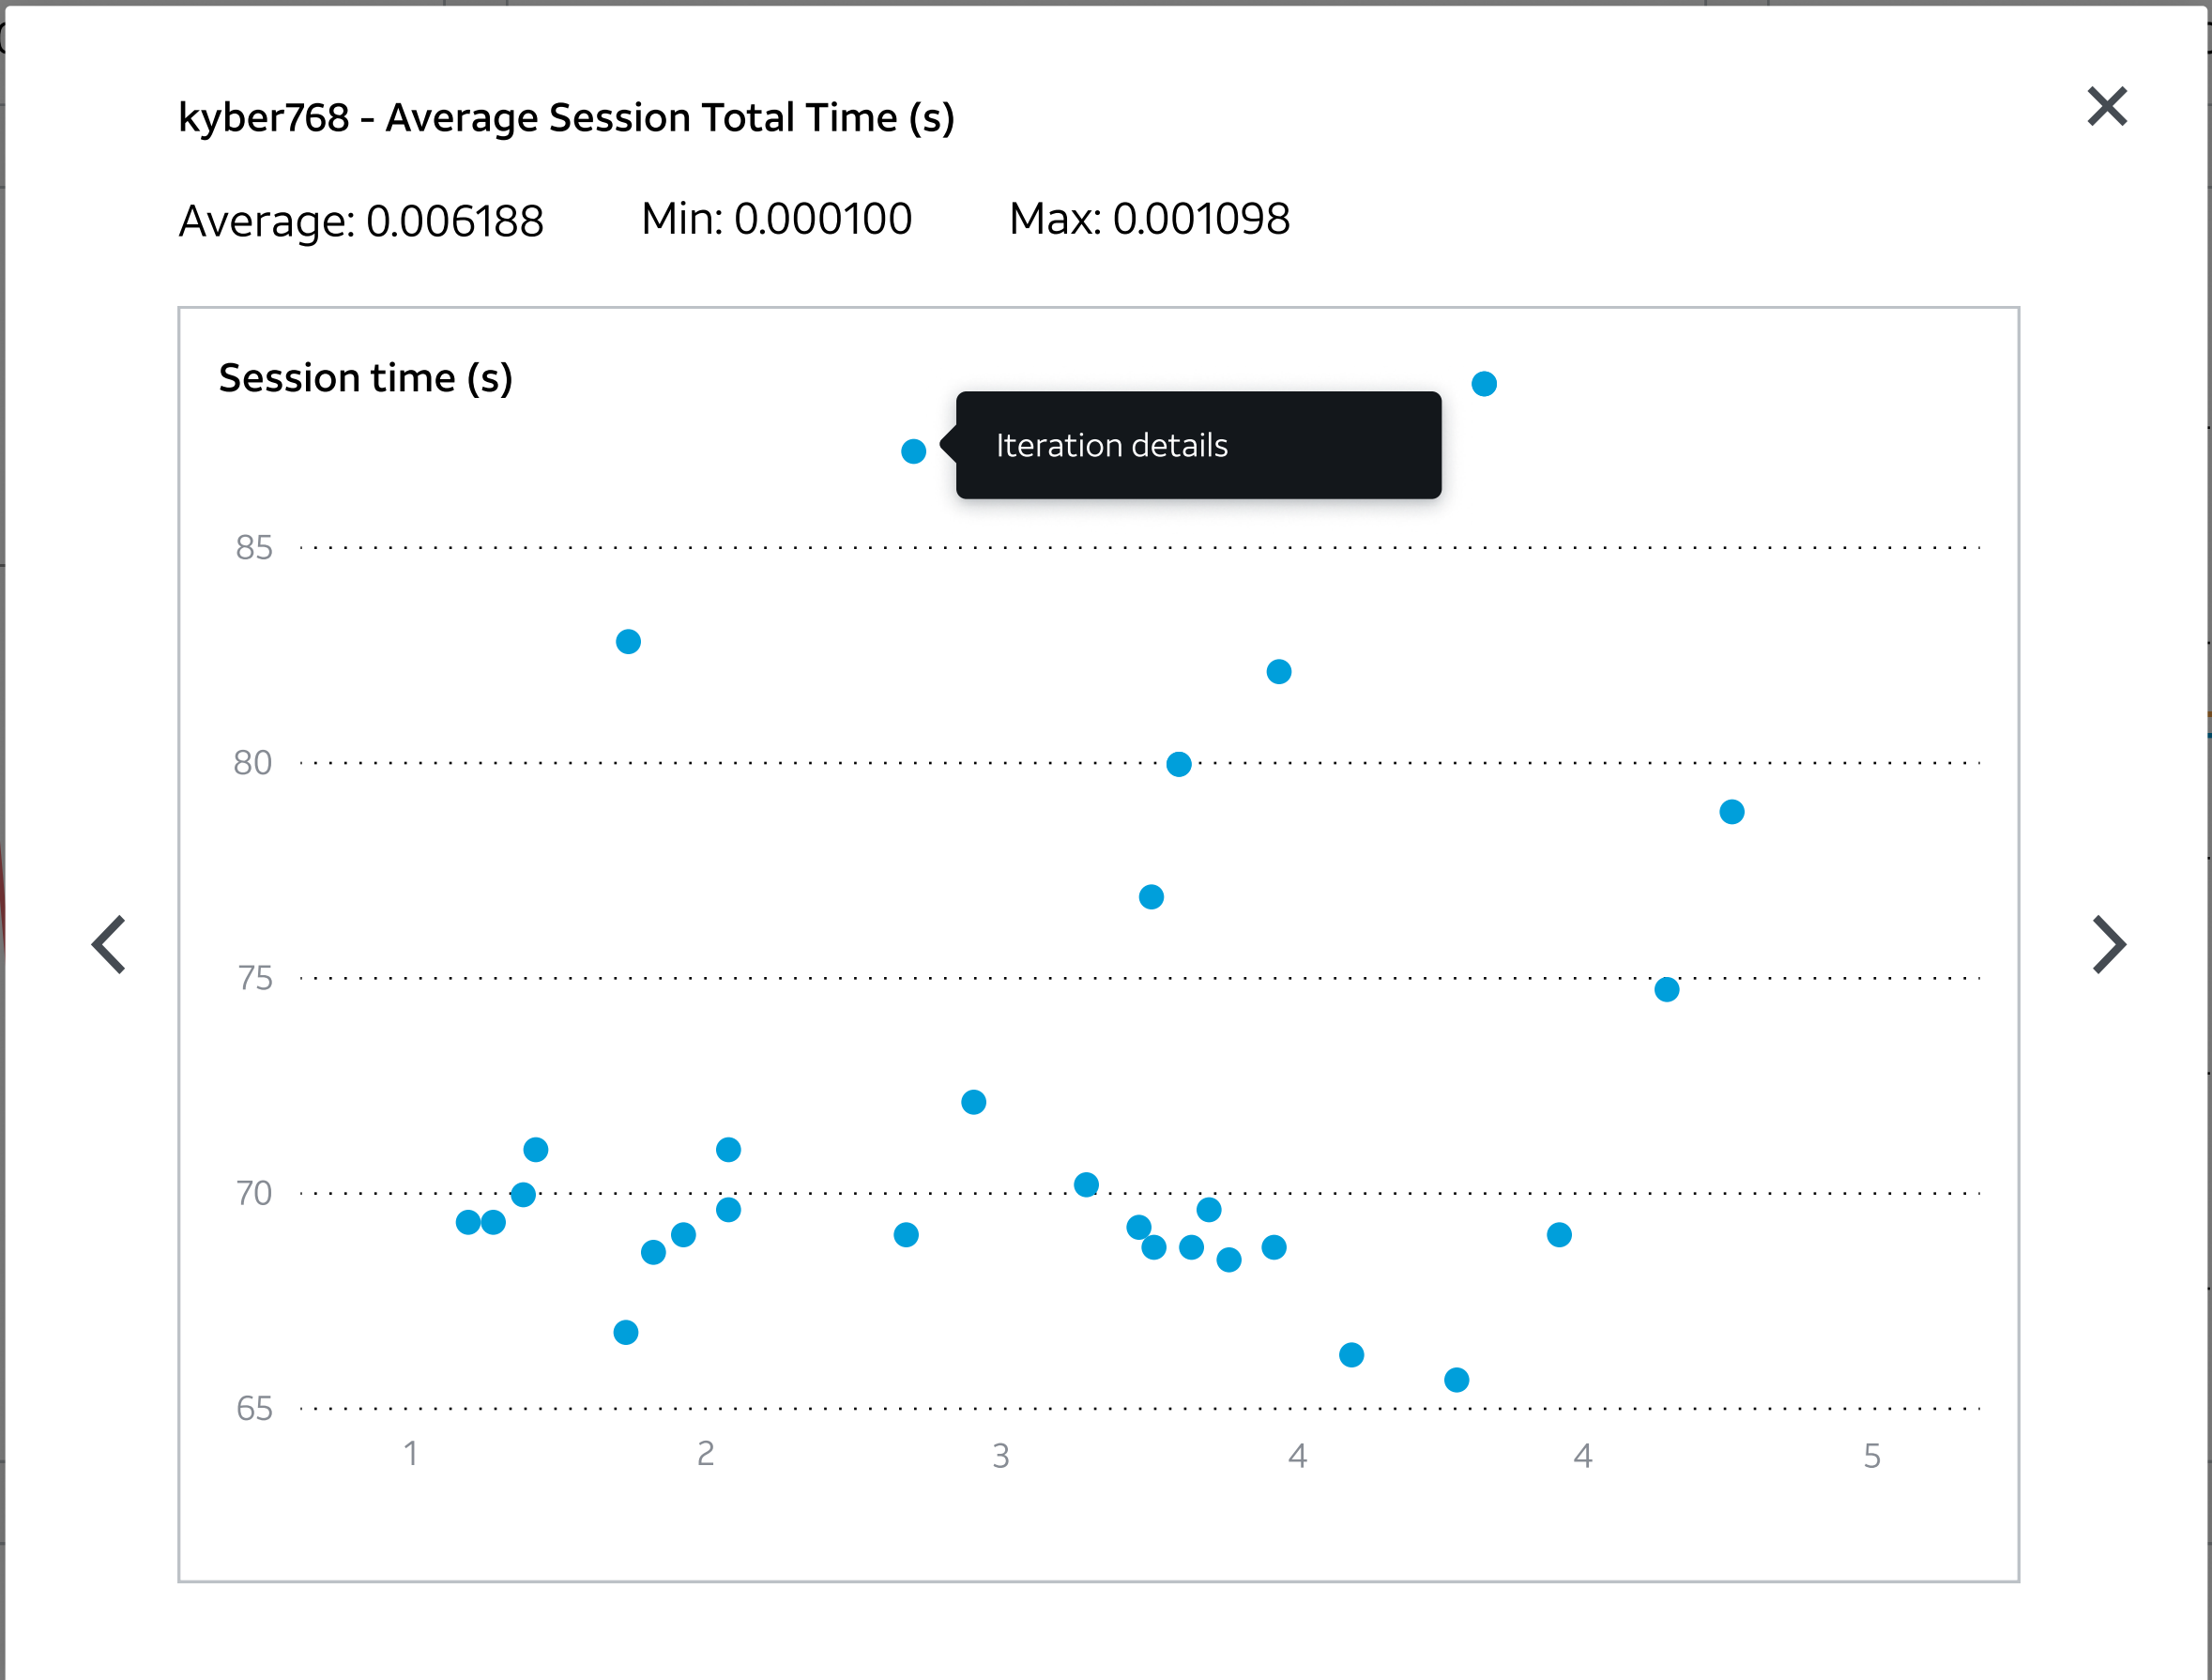 kyber768 - Average Session Total Time (s)
Average: 0.006188 Min: 0.000100 Max: 0.001098
Session time (s)
Iteration details
85
80
75
70
65
1 2 3 4 4 5